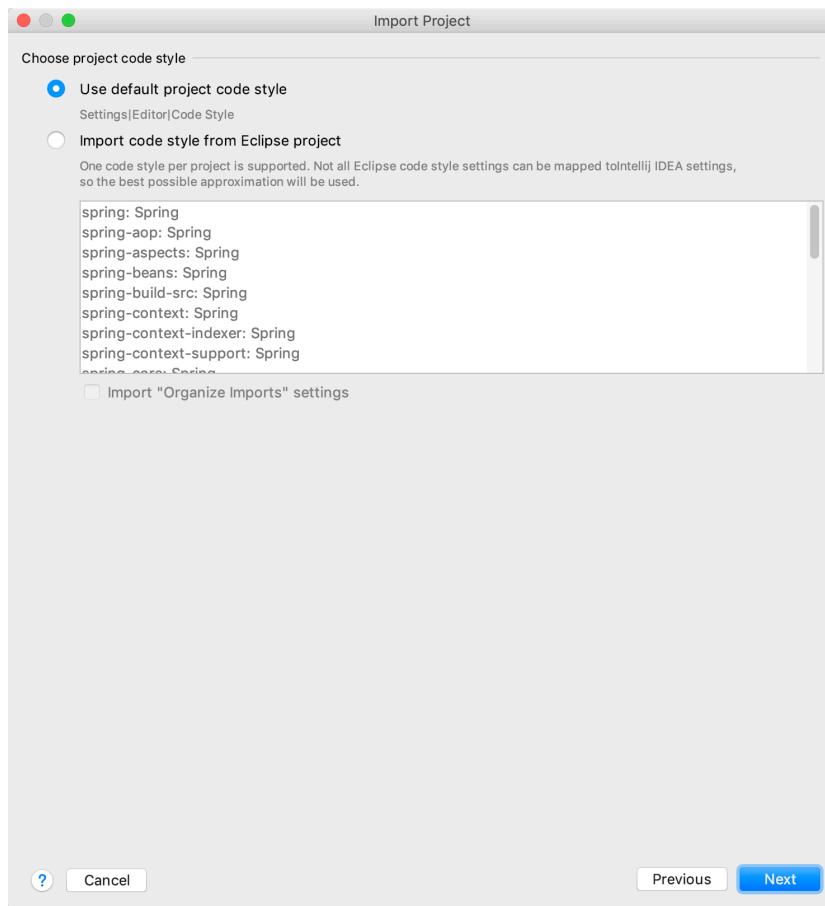 Import Project
Choose project code style
Use default project code style
Settings|Editor|Code Style
Import code style from Eclipse project
One code style per project is supported. Not all Eclipse code style settings can be mapped toIntellij IDEA settings,
so the best possible approximation will be used.
spring: Spring
spring-aop: Spring
spring-aspects: Spring
spring-beans: Spring
spring-build-src: Spring
spring-context: Spring
spring-context-indexer: Spring
spring-context-support: Spring
spring-core: Spring
Import "Organize Imports" settings
? Cancel Previous Next